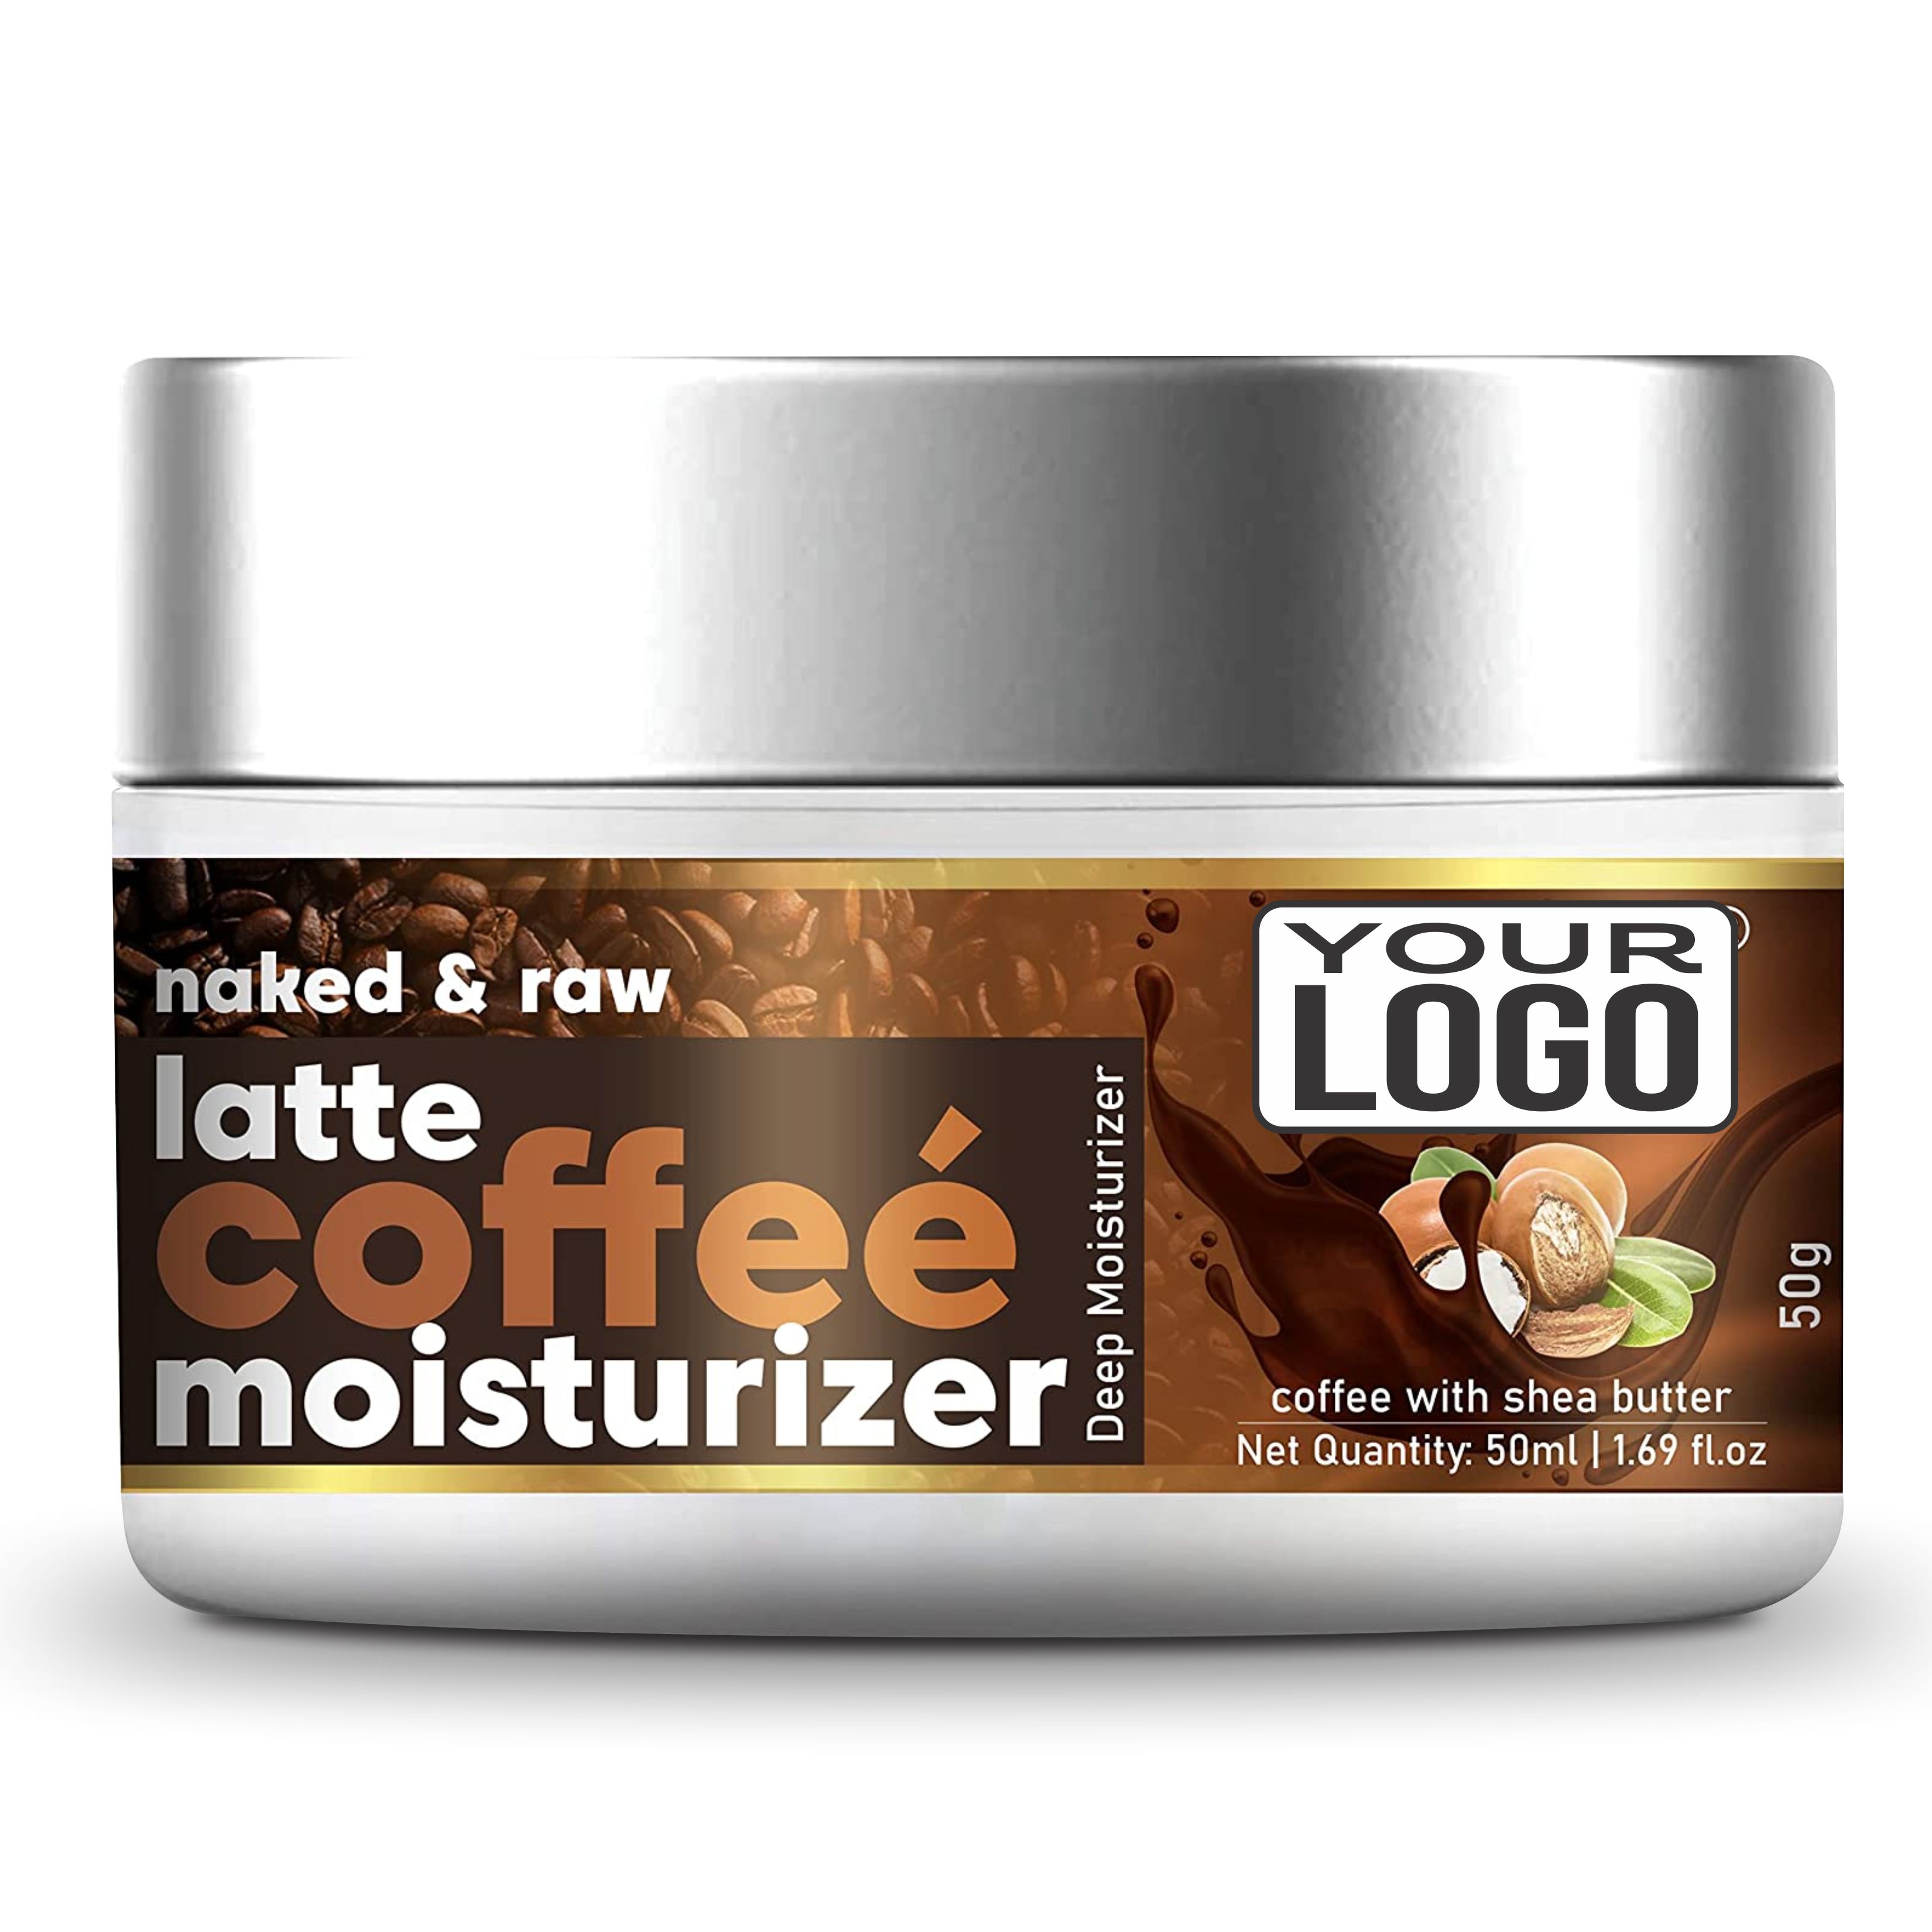 naked & raw
latte
coffeé
moisturizer
Deep Moisturizer
YOUR
LOGO
50g
coffee with shea butter
Net Quantity: 50ml | 1.69 fl.oz